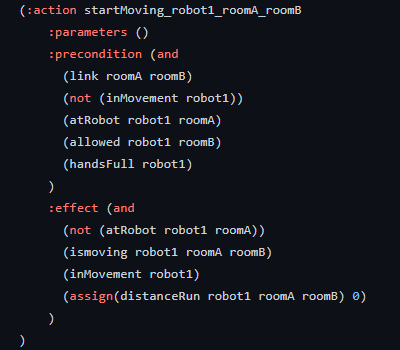 (:action startMoving_robot1_roomA_roomB
:parameters ()
:precondition (and
(link roomA roomB)
(not (inMovement robot1))
(atRobot robot1 roomA)
(allowed robot1 roomB)
(handsFull robot1)
)
:effect (and
(not (atRobot robot1 roomA))
(ismoving robot1 roomA roomB)
(inMovement robot1)
(assign(distanceRun robot1 roomA roomB) 0)
)
)